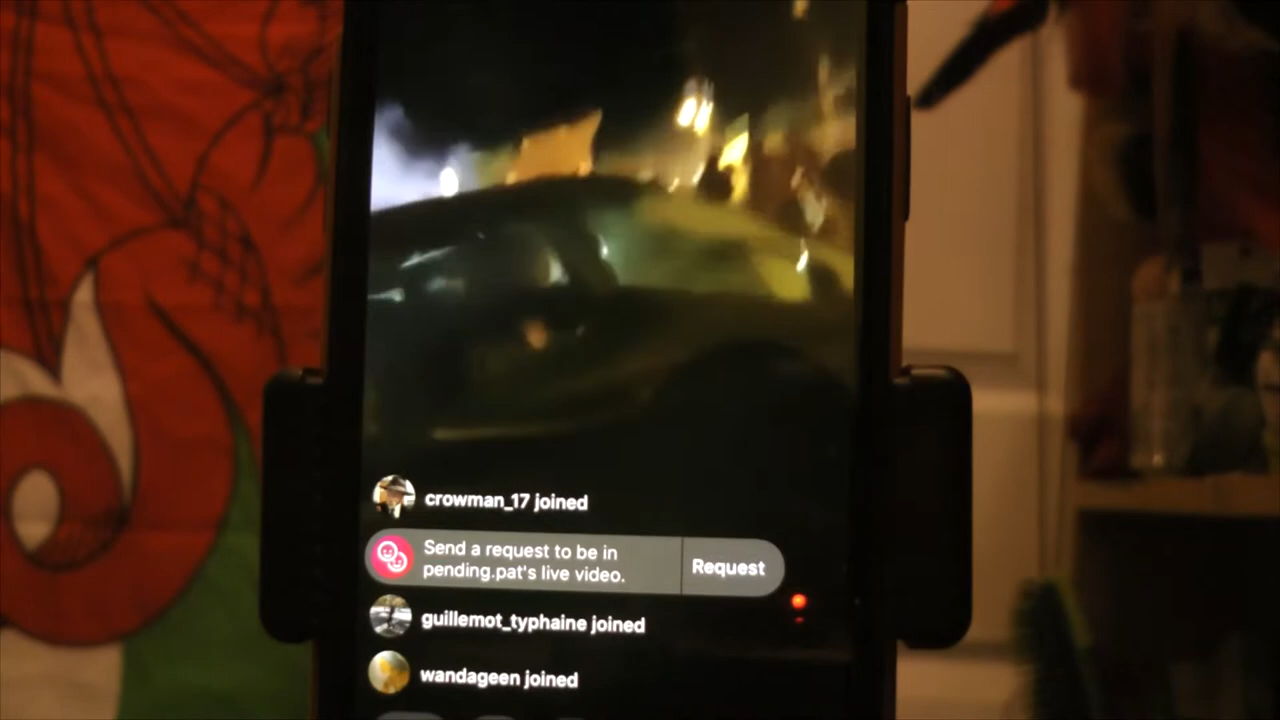 crowman_17 joined
Send a request to be in
pending.pat's live video.
Request
guillemot_typhaine joined
wandageen joined